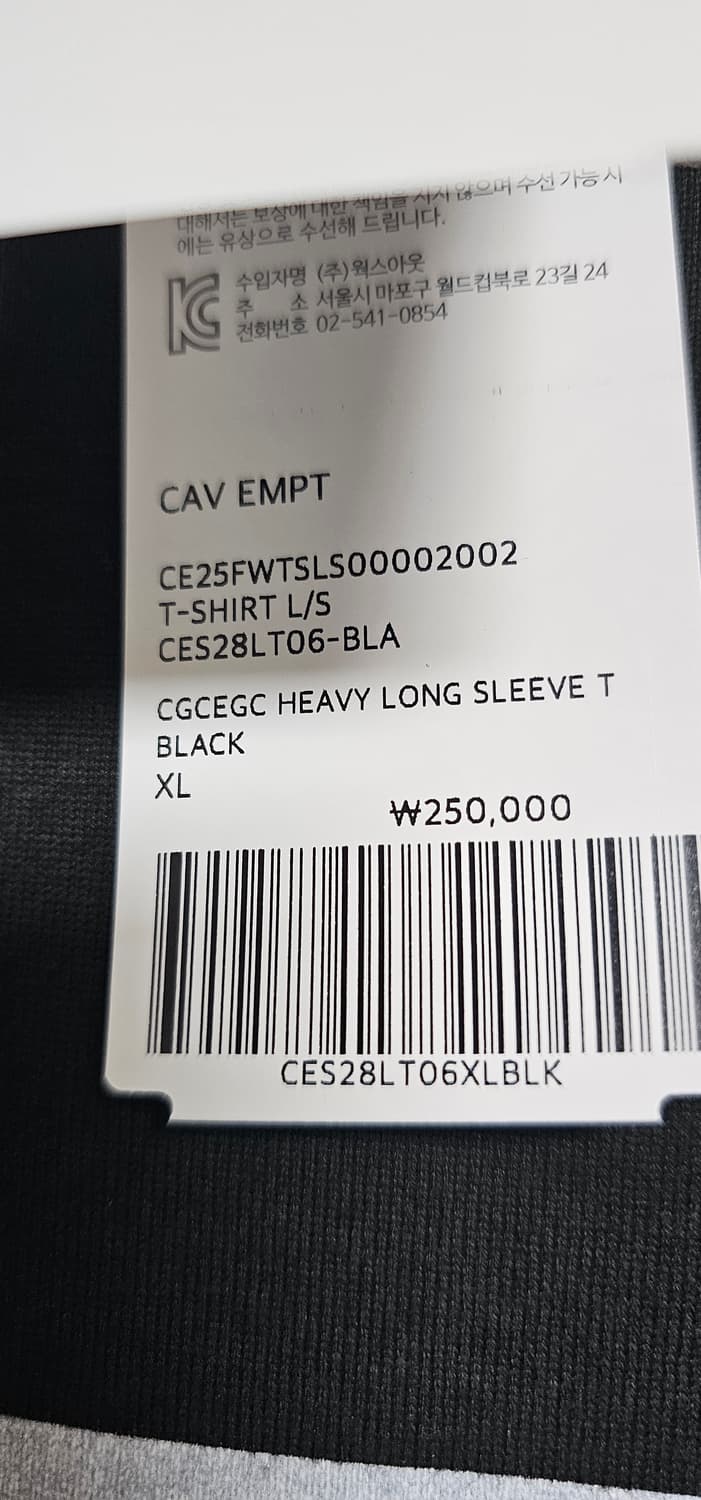 대해서는 보상에 대한 책임을 지지 않으며 수선 가능 시
에는 유상으로 수선해 드립니다.
KC
수입자명 (주)웍스아웃
주 소 서울시 마포구 월드컵북로 23길 24
전화번호 02-541-0854
CAV EMPT
CE25FWTSLS00002002
T-SHIRT L/S
CES28LT06-BLA
CGCEGC HEAVY LONG SLEEVE T
BLACK
XL
₩250,000
CES28LT06XLBLK